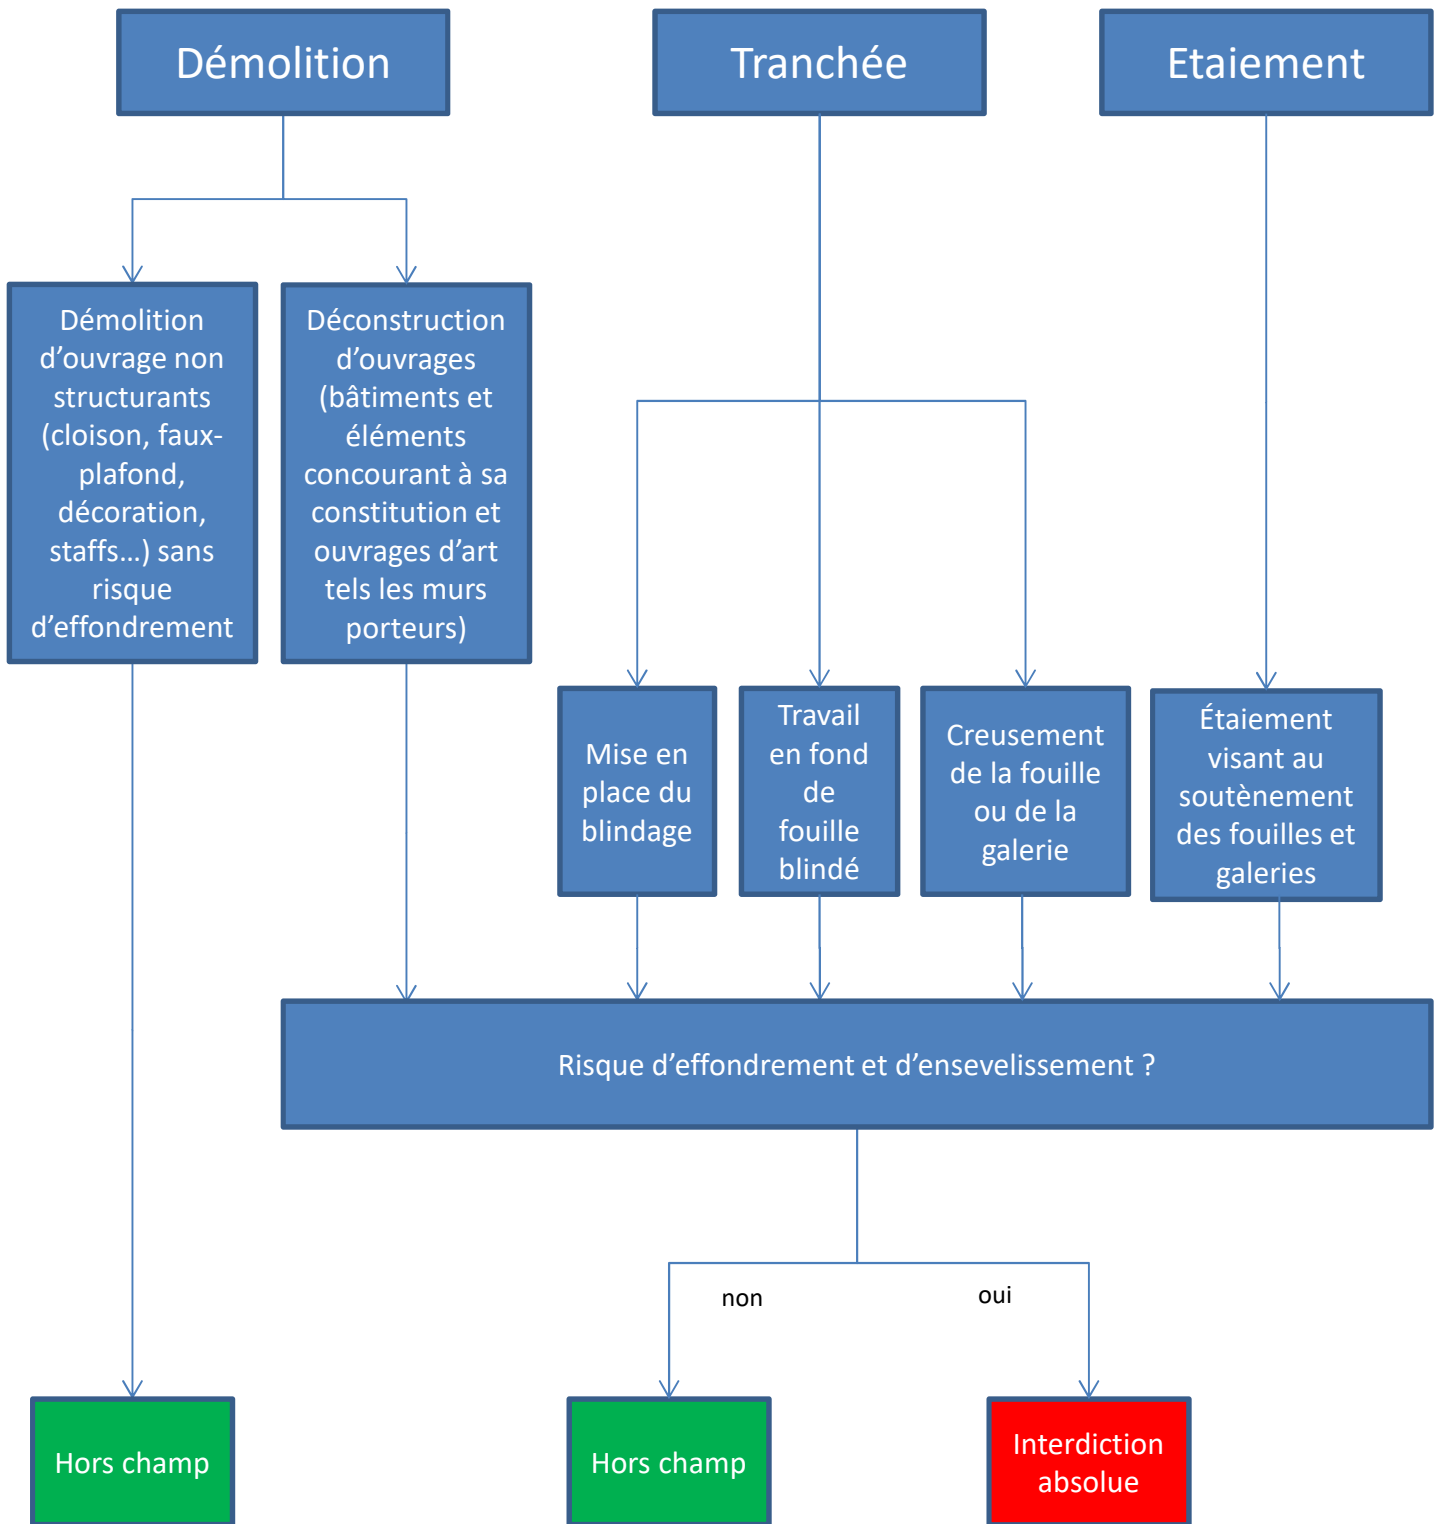 Démolition
Tranchée
Etaiement
Démolition
d’ouvrage non
structurants
(cloison, faux-
plafond,
décoration,
staffs…) sans
risque
d’effondrement
Déconstruction
d’ouvrages
(bâtiments et
éléments
concourant à sa
constitution et
ouvrages d’art
tels les murs
porteurs)
Mise en
place du
blindage
Travail
en fond
de
fouille
blindé
Creusement
de la fouille
ou de la
galerie
Étaiement
visant au
soutènement
des fouilles et
galeries
Risque d’effondrement et d’ensevelissement ?
non
oui
Hors champ
Hors champ
Interdiction
absolue